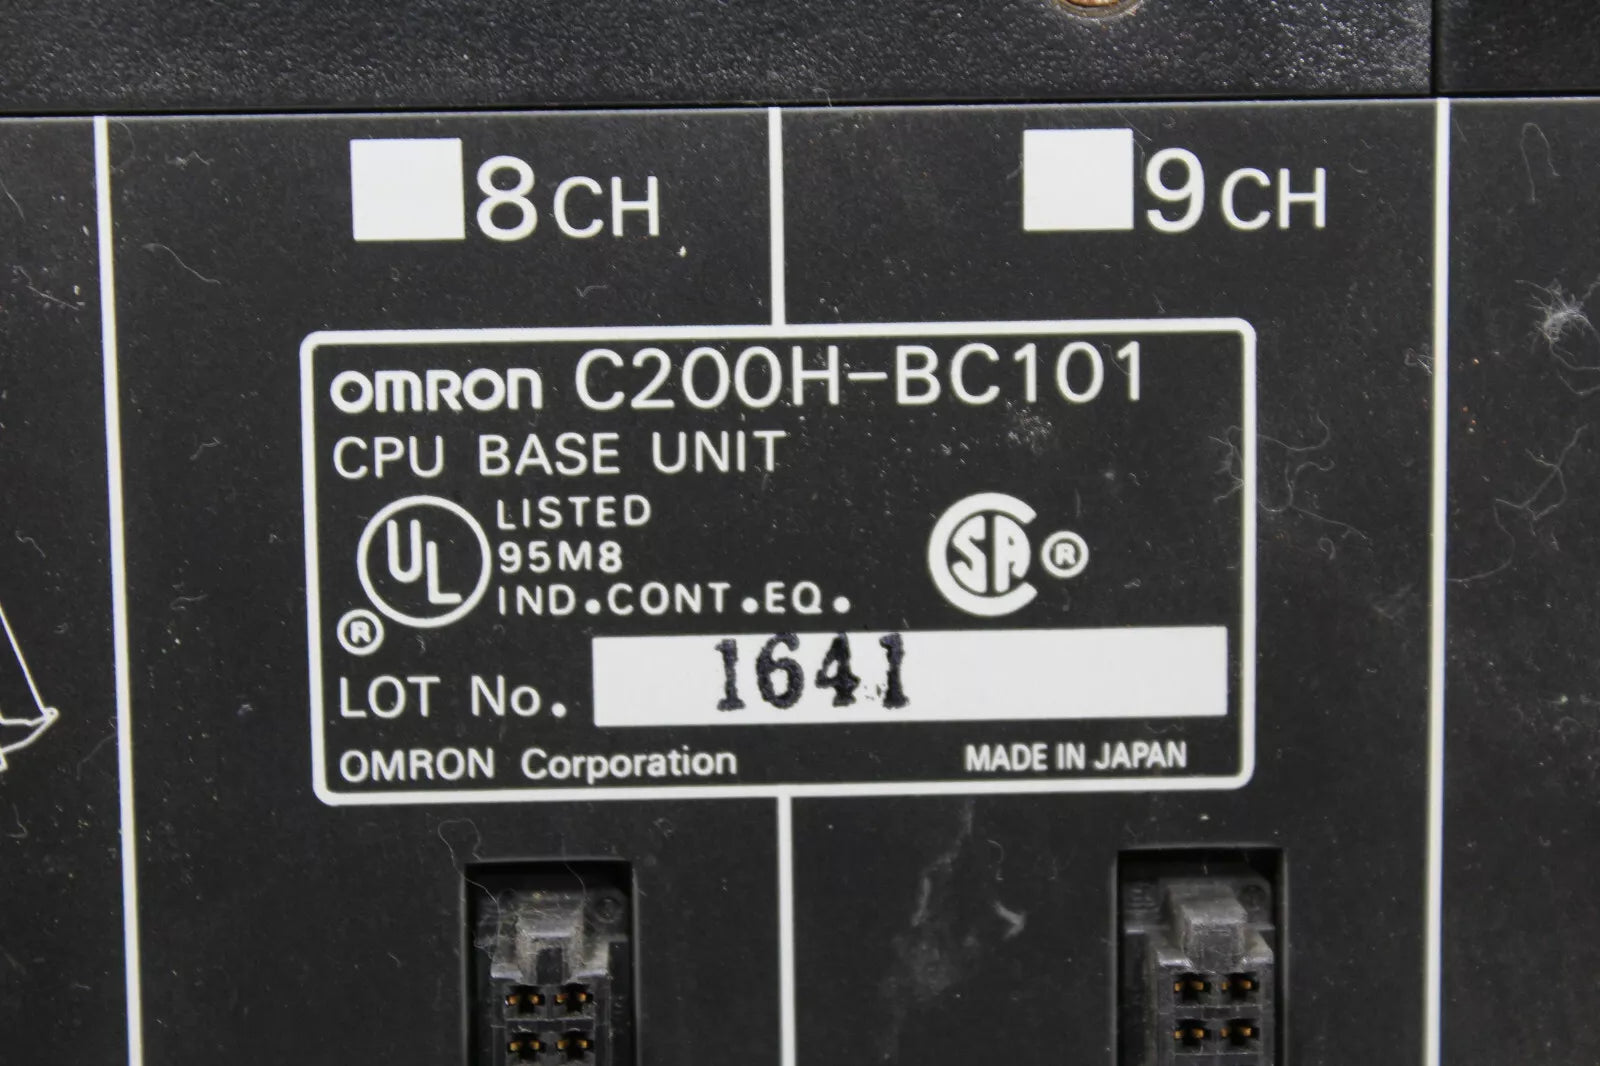 8CH
9CH
OMRON C200H-BC101
CPU BASE UNIT
UL LISTED
95M8
IND.CONT.EQ.
SA ®
®
LOT No. 1641
OMRON Corporation MADE IN JAPAN